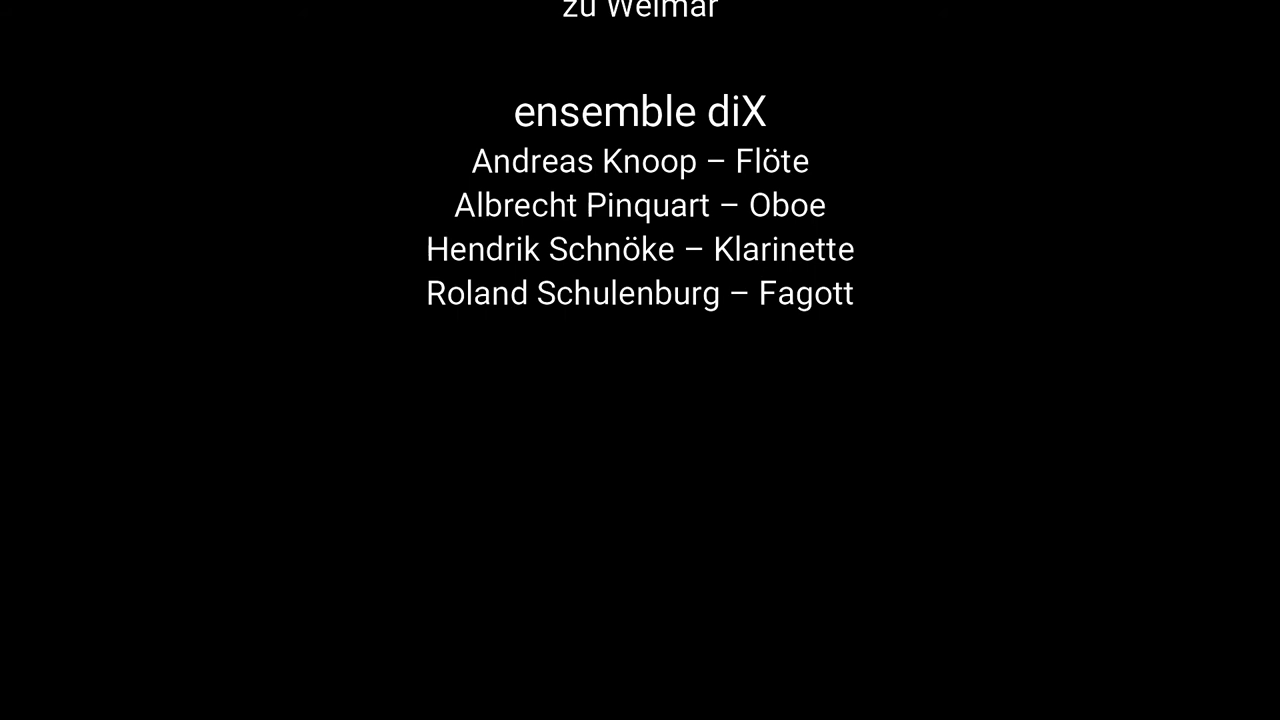 zu Weimar
ensemble diX
Andreas Knoop – Flöte
Albrecht Pinquart – Oboe
Hendrik Schnöke – Klarinette
Roland Schulenburg – Fagott